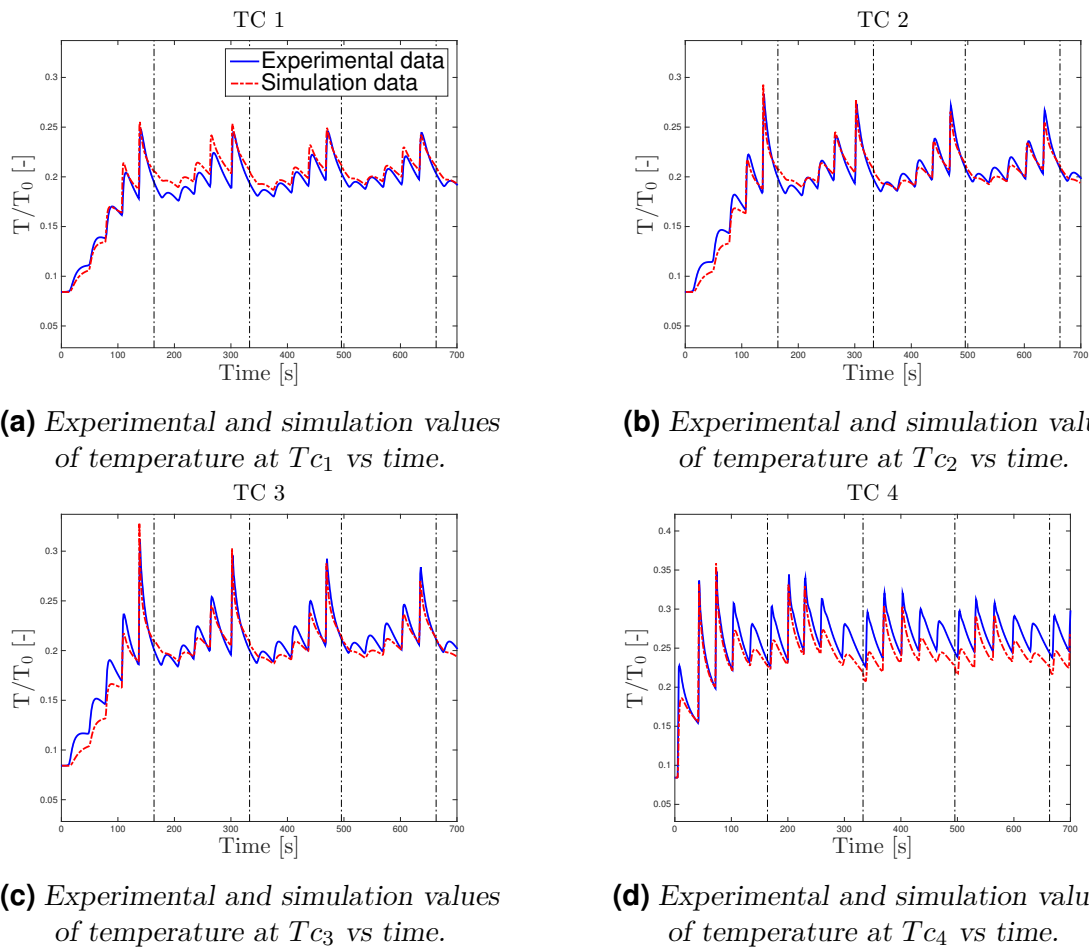 TC 1
TC 2
Experimental data
Simulation data
T/T0 [-]
0.3
0.25
0.2
0.15
0.1
0.05
0 100 200 300 400 500 600 700
Time [s]
T/T0 [-]
0.3
0.25
0.2
0.15
0.1
0.05
0 100 200 300 400 500 600 700
Time [s]
(a) Experimental and simulation values
of temperature at Tc1 vs time.
(b) Experimental and simulation valu
of temperature at Tc2 vs time.
TC 3
TC 4
T/T0 [-]
0.3
0.25
0.2
0.15
0.1
0.05
0 100 200 300 400 500 600 700
Time [s]
T/T0 [-]
0.4
0.35
0.3
0.25
0.2
0.15
0.1
0.05
0 100 200 300 400 500 600 700
Time [s]
(c) Experimental and simulation values
of temperature at Tc3 vs time.
(d) Experimental and simulation valu
of temperature at Tc4 vs time.